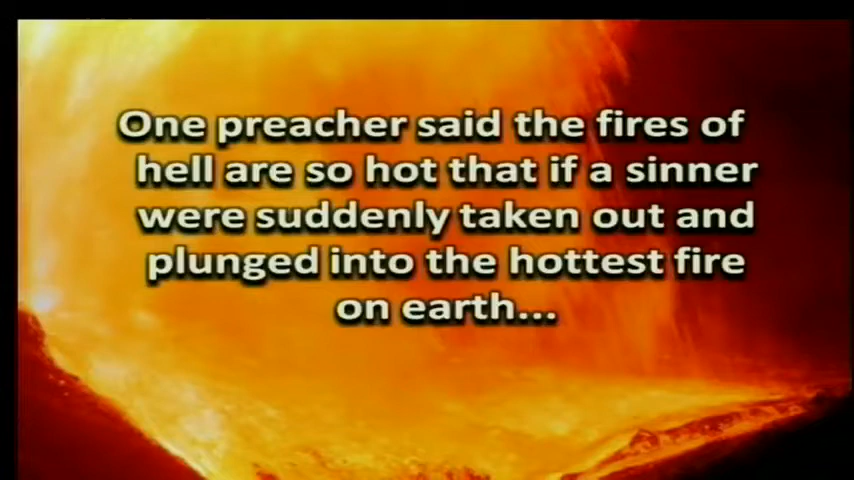 One preacher said the fires of
hell are so hot that if a sinner
were suddenly taken out and
plunged into the hottest fire
on earth...